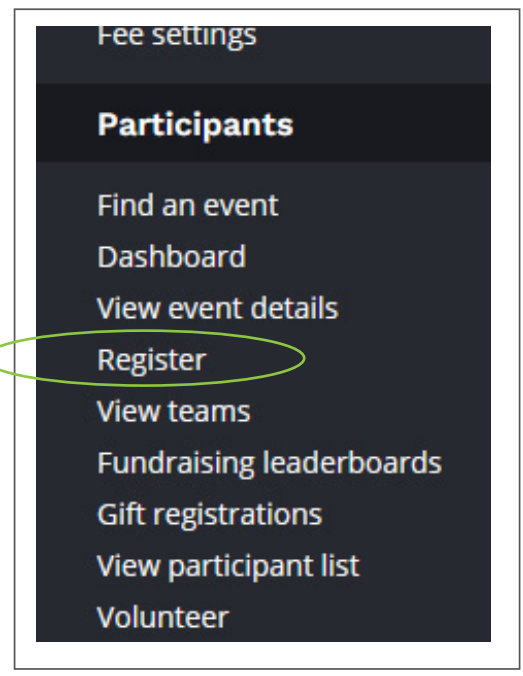 Fee settings
Participants
Find an event
Dashboard
View event details
Register
View teams
Fundraising leaderboards
Gift registrations
View participant list
Volunteer